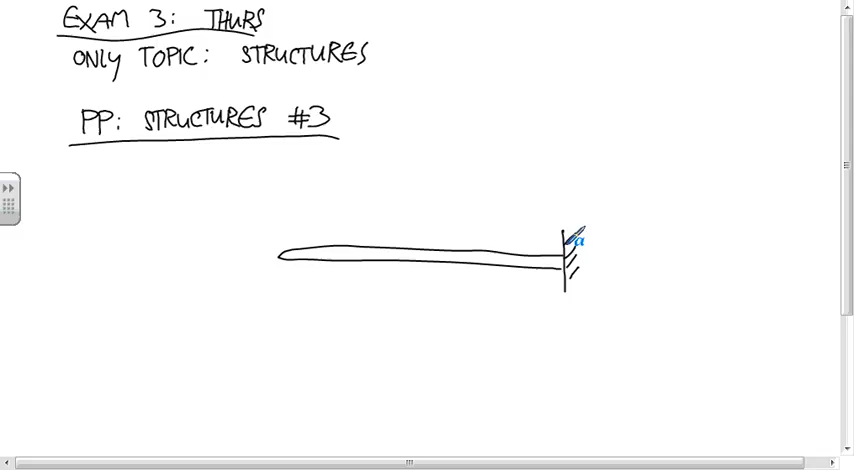 EXAM 3: THURS
ONLY TOPIC: STRUCTURES
PP: STRUCTURES #3
a